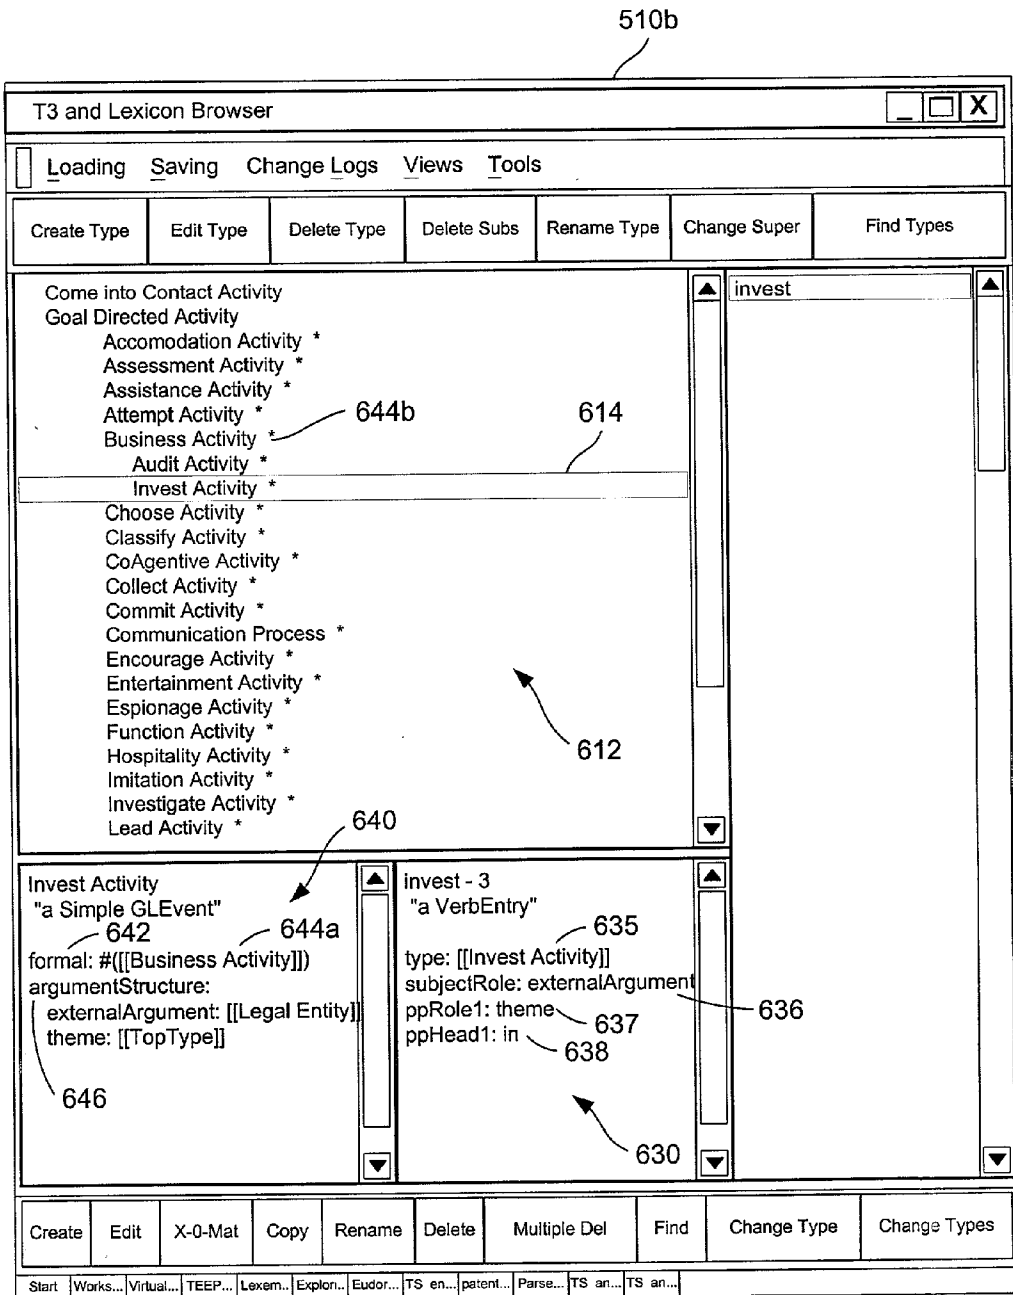 510b
T3 and Lexicon Browser
_ X
Loading Saving Change Logs Views Tools
Create Type Edit Type Delete Type Delete Subs Rename Type Change Super Find Types
Come into Contact Activity
Goal Directed Activity
Accomodation Activity *
Assessment Activity *
Assistance Activity *
Attempt Activity *
644b
614
Business Activity *
Audit Activity *
Invest Activity *
Choose Activity *
Classify Activity *
CoAgentive Activity *
Collect Activity *
Commit Activity *
Communication Process *
Encourage Activity *
Entertainment Activity *
Espionage Activity *
Function Activity *
612
Hospitality Activity *
Imitation Activity *
Investigate Activity *
Lead Activity *
invest
640
Invest Activity
"a Simple GLEvent"
642 644a
formal: #([[Business Activity]])
argumentStructure:
externalArgument: [[Legal Entity]]
theme: [[TopType]]
646
invest - 3
"a VerbEntry"
635
type: [[Invest Activity]]
subjectRole: externalArgument
636
ppRole1: theme
637
ppHead1: in
638
630
Create Edit X-0-Mat Copy Rename Delete Multiple Del Find Change Type Change Types
Start Works... Virtual... TEEP... Lexem... Explori... Eudor... TS en... patent... Parse... TS an... TS an...